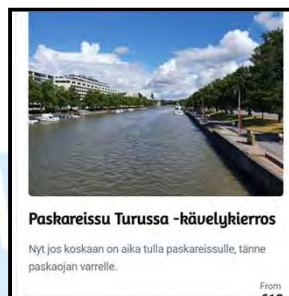 Paskareissu Turussa -kävelykierros
Nyt jos koskaan on aika tulla paskareissulle, tänne
paskaojan varrelle.
From